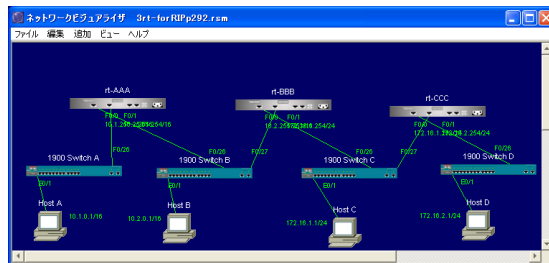 ネットワークビジュアライザ 3rt-forRIPp292.rsm
ファイル 編集 追加 ビュー ヘルプ
rt-AAA
rt-BBB
rt-CCC
F0/0 F0/1
F0/0 F0/1
F0/0 F0/1
F0/26
F0/26
F0/27
F0/26
F0/27
F0/26
1900 Switch A
1900 Switch B
1900 Switch C
1900 Switch D
E0/1
E0/1
E0/1
E0/1
Host A
Host B
Host C
Host D
10.1.0.1/16
10.2.0.1/16
172.16.1.1/24
172.16.2.1/24